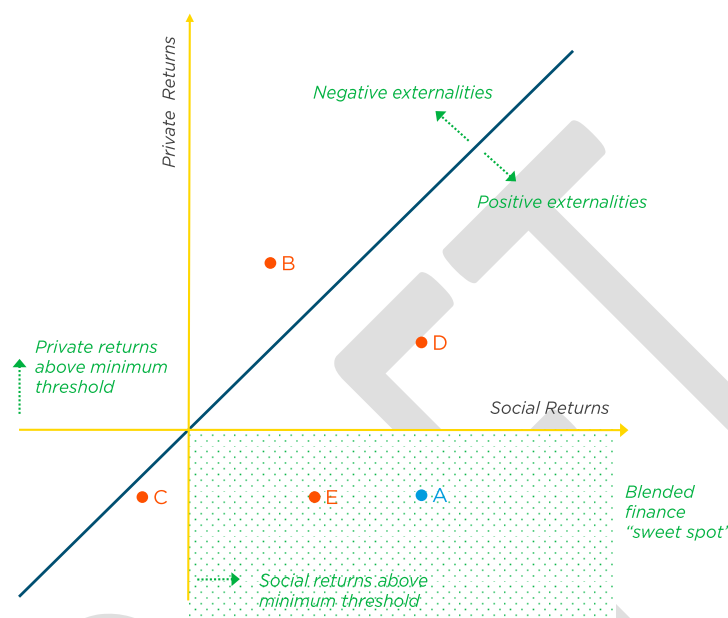 Private Returns
Negative externalities
Positive externalities
B
D
Private returns
above minimum
threshold
Social Returns
C
E
A
Blended
finance
“sweet spot”
Social returns above
minimum threshold